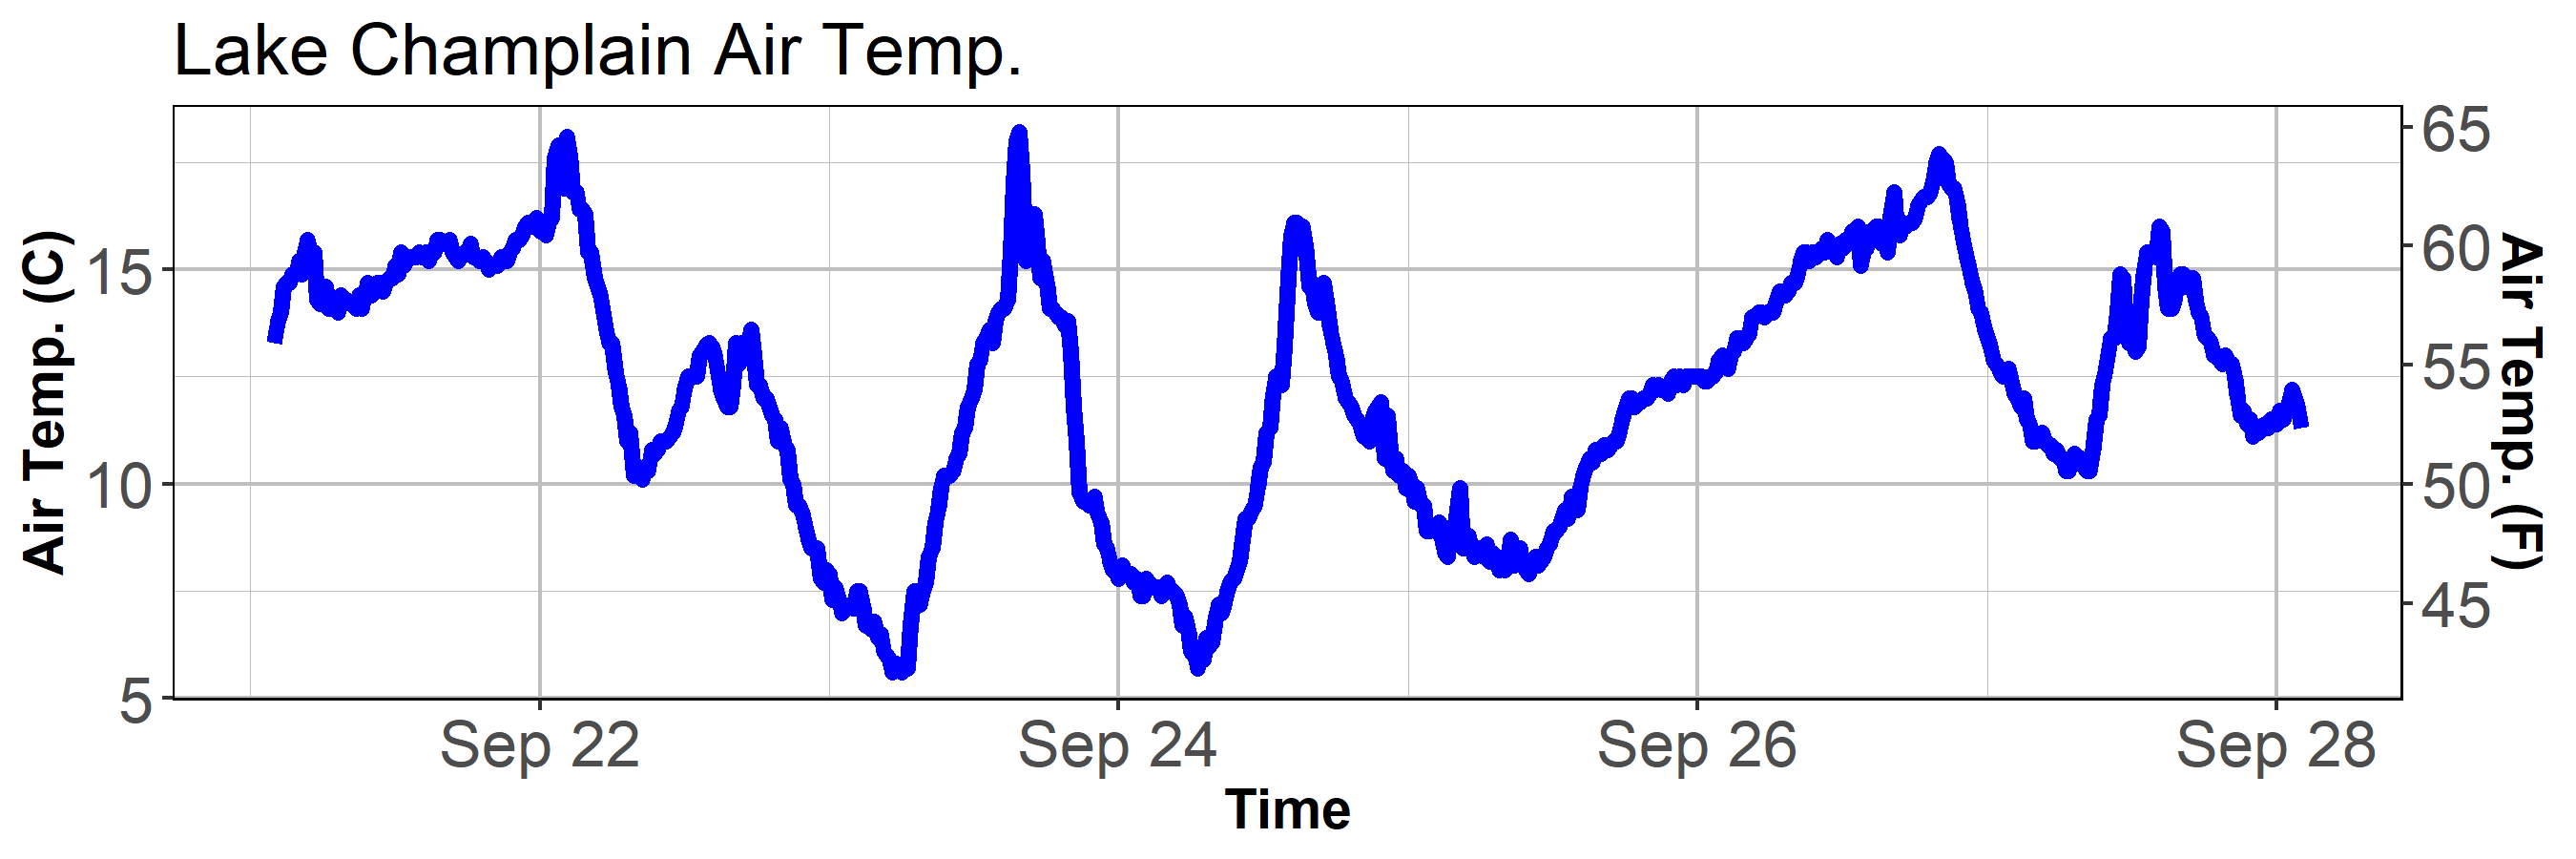 Lake Champlain Air Temp.
Air Temp. (C)
15
10
5
65
60
55
50
45
Air Temp. (F)
Sep 22
Sep 24
Sep 26
Sep 28
Time